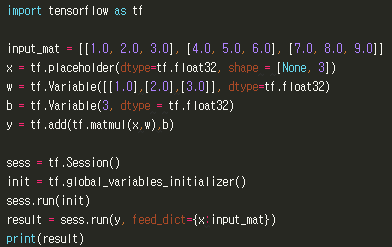 import tensorflow as tf
input_mat = [[1.0, 2.0, 3.0], [4.0, 5.0, 6.0], [7.0, 8.0, 9.0]]
x = tf.placeholder(dtype=tf.float32, shape = [None, 3])
w = tf.Variable([[1.0],[2.0],[3.0]], dtype=tf.float32)
b = tf.Variable(3, dtype = tf.float32)
y = tf.add(tf.matmul(x,w),b)
sess = tf.Session()
init = tf.global_variables_initializer()
sess.run(init)
result = sess.run(y, feed_dict={x:input_mat})
print(result)